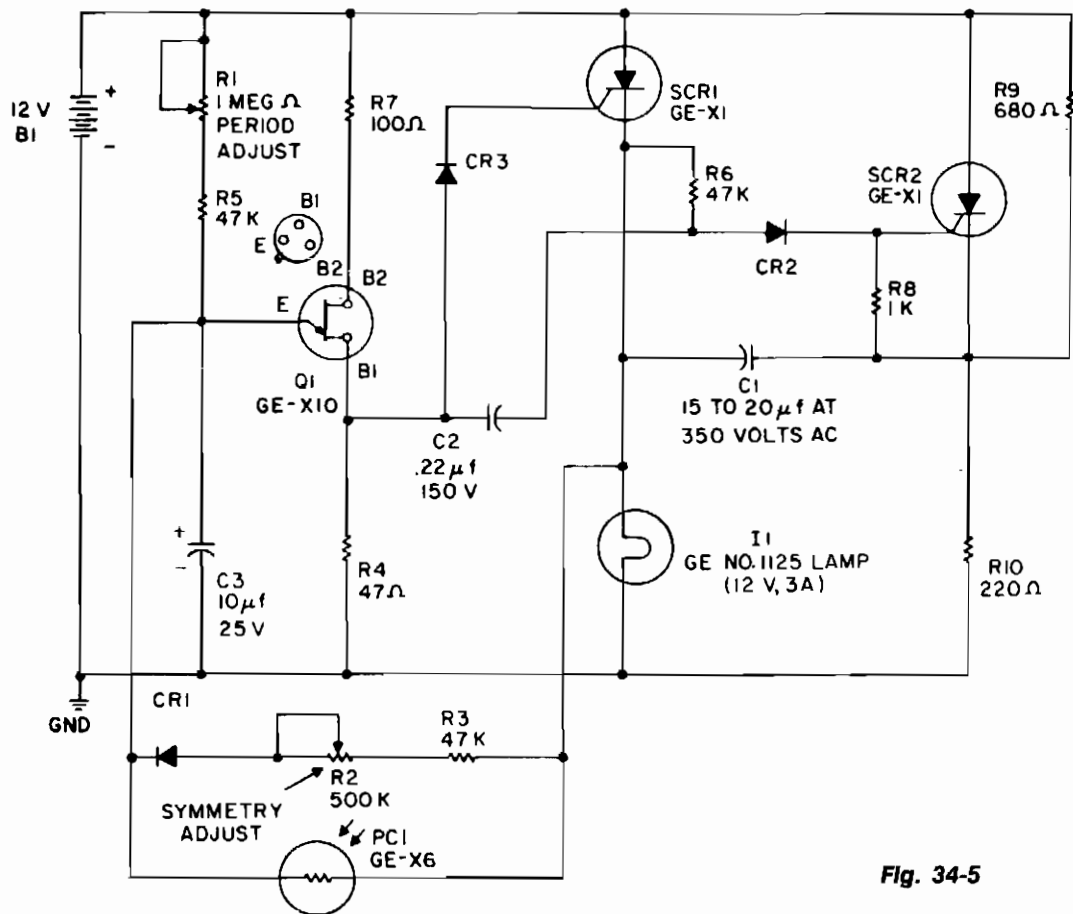 12 V
B1
+
-
R1
1 MEG Ω
PERIOD
ADJUST
R5
47 K
B1
E
B2
R7
100Ω
B2
E
B1
Q1
GE-X10
CR3
SCR1
GE-X1
R6
47 K
CR2
SCR2
GE-X1
R9
680Ω
R8
1 K
C1
15 TO 20 μf AT
350 VOLTS AC
C2
.22 μf
150 V
+
-
C3
10 μf
25 V
R4
47Ω
I1
GE NO. 1125 LAMP
(12 V, 3A)
R10
220Ω
GND
CR1
R3
47 K
R2
500 K
SYMMETRY
ADJUST
PC1
GE-X6
Fig. 34-5